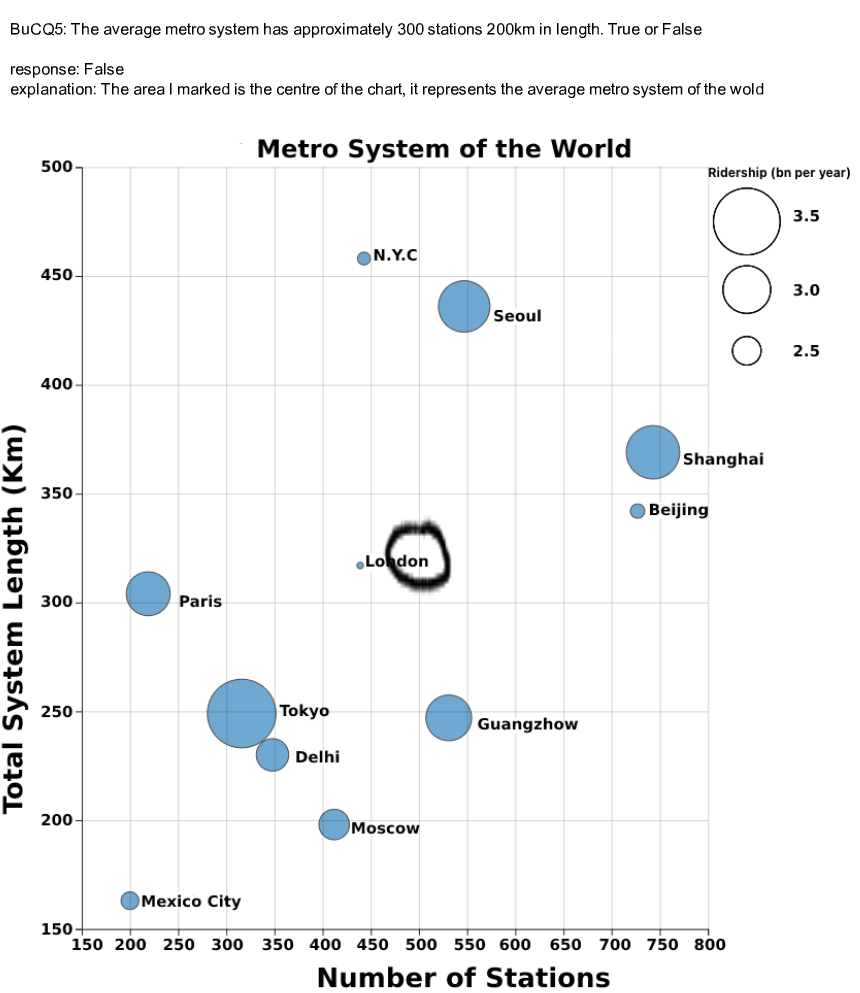 BuCQ5: The average metro system has approximately 300 stations 200km in length. True or False
response: False
explanation: The area I marked is the centre of the chart, it represents the average metro system of the wold
Metro System of the World
Ridership (bn per year)
3.5
3.0
2.5
500
450
400
350
300
250
200
150
Total System Length (Km)
N.Y.C
Seoul
Shanghai
Beijing
London
Paris
Tokyo
Guangzhow
Delhi
Moscow
Mexico City
150 200 250 300 350 400 450 500 550 600 650 700 750 800
Number of Stations